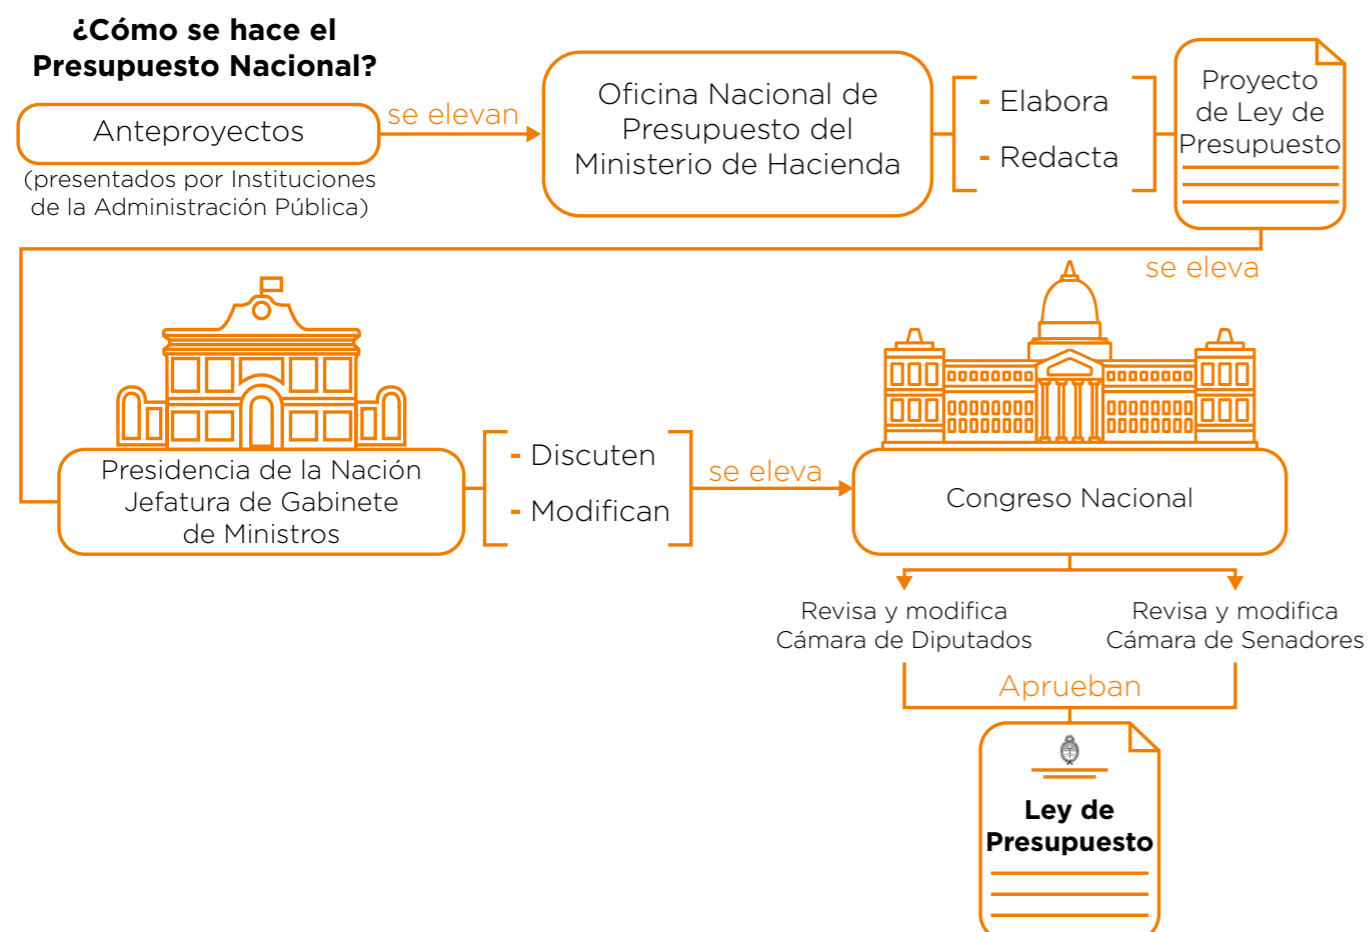 ¿Cómo se hace el
Presupuesto Nacional?
Anteproyectos
(presentados por Instituciones
de la Administración Pública)
se elevan
Oficina Nacional de
Presupuesto del
Ministerio de Hacienda
- Elabora
- Redacta
Proyecto
de Ley de
Presupuesto
se eleva
Presidencia de la Nación
Jefatura de Gabinete
de Ministros
- Discuten
- Modifican
se eleva
Congreso Nacional
Revisa y modifica
Cámara de Diputados
Revisa y modifica
Cámara de Senadores
Aprueban
Ley de
Presupuesto